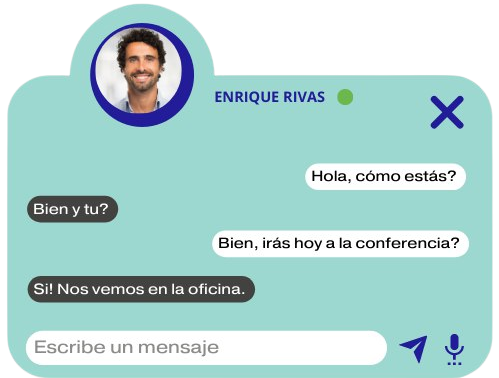 ENRIQUE RIVAS
Hola, cómo estás?
Bien y tu?
Bien, irás hoy a la conferencia?
Si! Nos vemos en la oficina.
Escribe un mensaje